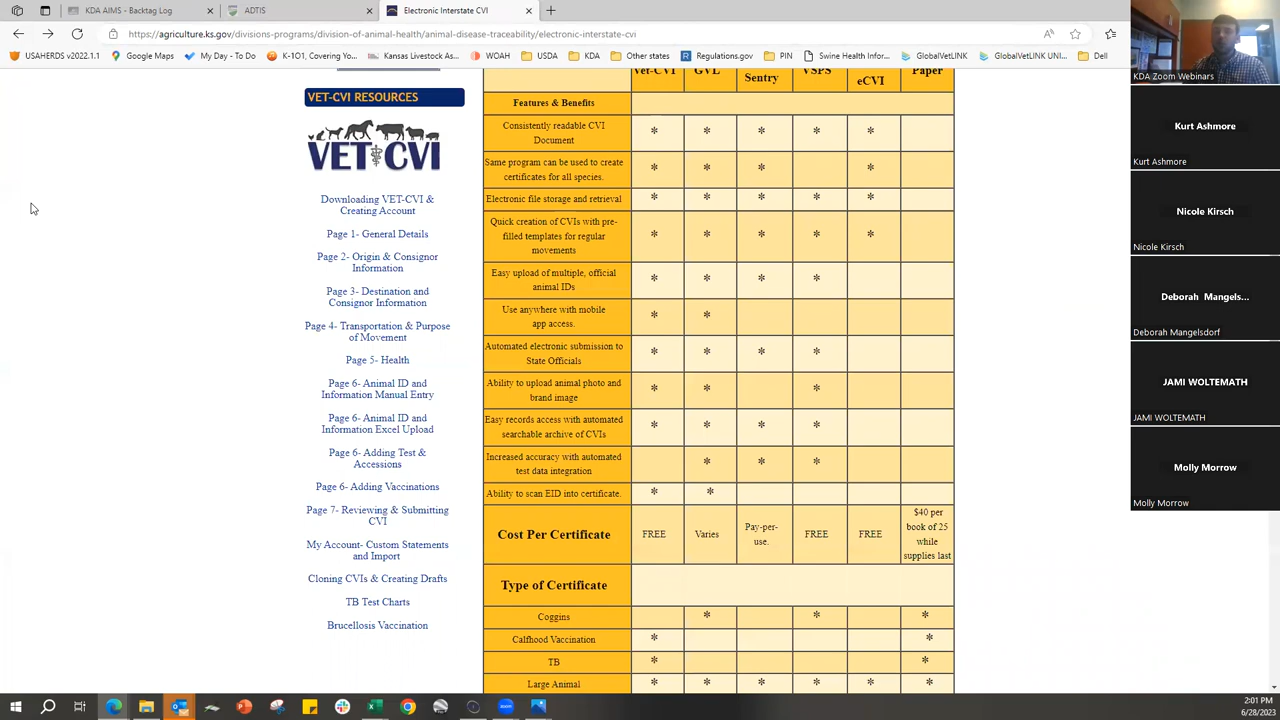 KDA AIMS - Backtag Log
ADTIS
Electronic Interstate CVI
https://agriculture.ks.gov/divisions-programs/division-of-animal-health/animal-disease-traceability/electronic-interstate-cvi
USAHERDS v2022.1.1
Google Maps
My Day - To Do
K-1O1, Covering Yo...
Kansas Livestock As...
WOAH
USDA
KDA
Other states
Regulations.gov
PIN
Swine Health Infor...
GlobalVetLINK
GlobalVetLINK UNI...
Dell
VET-CVI RESOURCES
VET CVI
Downloading VET-CVI &
Creating Account
Page 1- General Details
Page 2- Origin & Consignor
Information
Page 3- Destination and
Consignor Information
Page 4- Transportation & Purpose
of Movement
Page 5- Health
Page 6- Animal ID and
Information Manual Entry
Page 6- Animal ID and
Information Excel Upload
Page 6- Adding Test &
Accessions
Page 6- Adding Vaccinations
Page 7- Reviewing & Submitting
CVI
My Account- Custom Statements
and Import
Cloning CVIs & Creating Drafts
TB Test Charts
Brucellosis Vaccination
Vet-CVI GVL Sentry VSPS eCVI Paper
Features & Benefits
Consistently readable CVI
Document
* * * * *
Same program can be used to create
certificates for all species.
* * * *
Electronic file storage and retrieval * * * * *
Quick creation of CVIs with pre-
filled templates for regular
movements
* * * * *
Easy upload of multiple, official
animal IDs
* * * *
Use anywhere with mobile
app access.
* *
Automated electronic submission to
State Officials
* * * *
Ability to upload animal photo and
brand image
* * *
Easy records access with automated
searchable archive of CVIs
* * * *
Increased accuracy with automated
test data integration
* * *
Ability to scan EID into certificate. * *
Cost Per Certificate FREE Varies Pay-per-
use. FREE FREE $40 per
book of 25
while
supplies last
Type of Certificate
Coggins * * *
Calfhood Vaccination * *
TB * *
Large Animal * * * * * *
KDA Zoom Webinars
Kurt Ashmore
Kurt Ashmore
Nicole Kirsch
Nicole Kirsch
Deborah Mangels...
Deborah Mangelsdorf
JAMI WOLTEMATH
JAMI WOLTEMATH
Molly Morrow
Molly Morrow
2:01 PM
6/28/2023